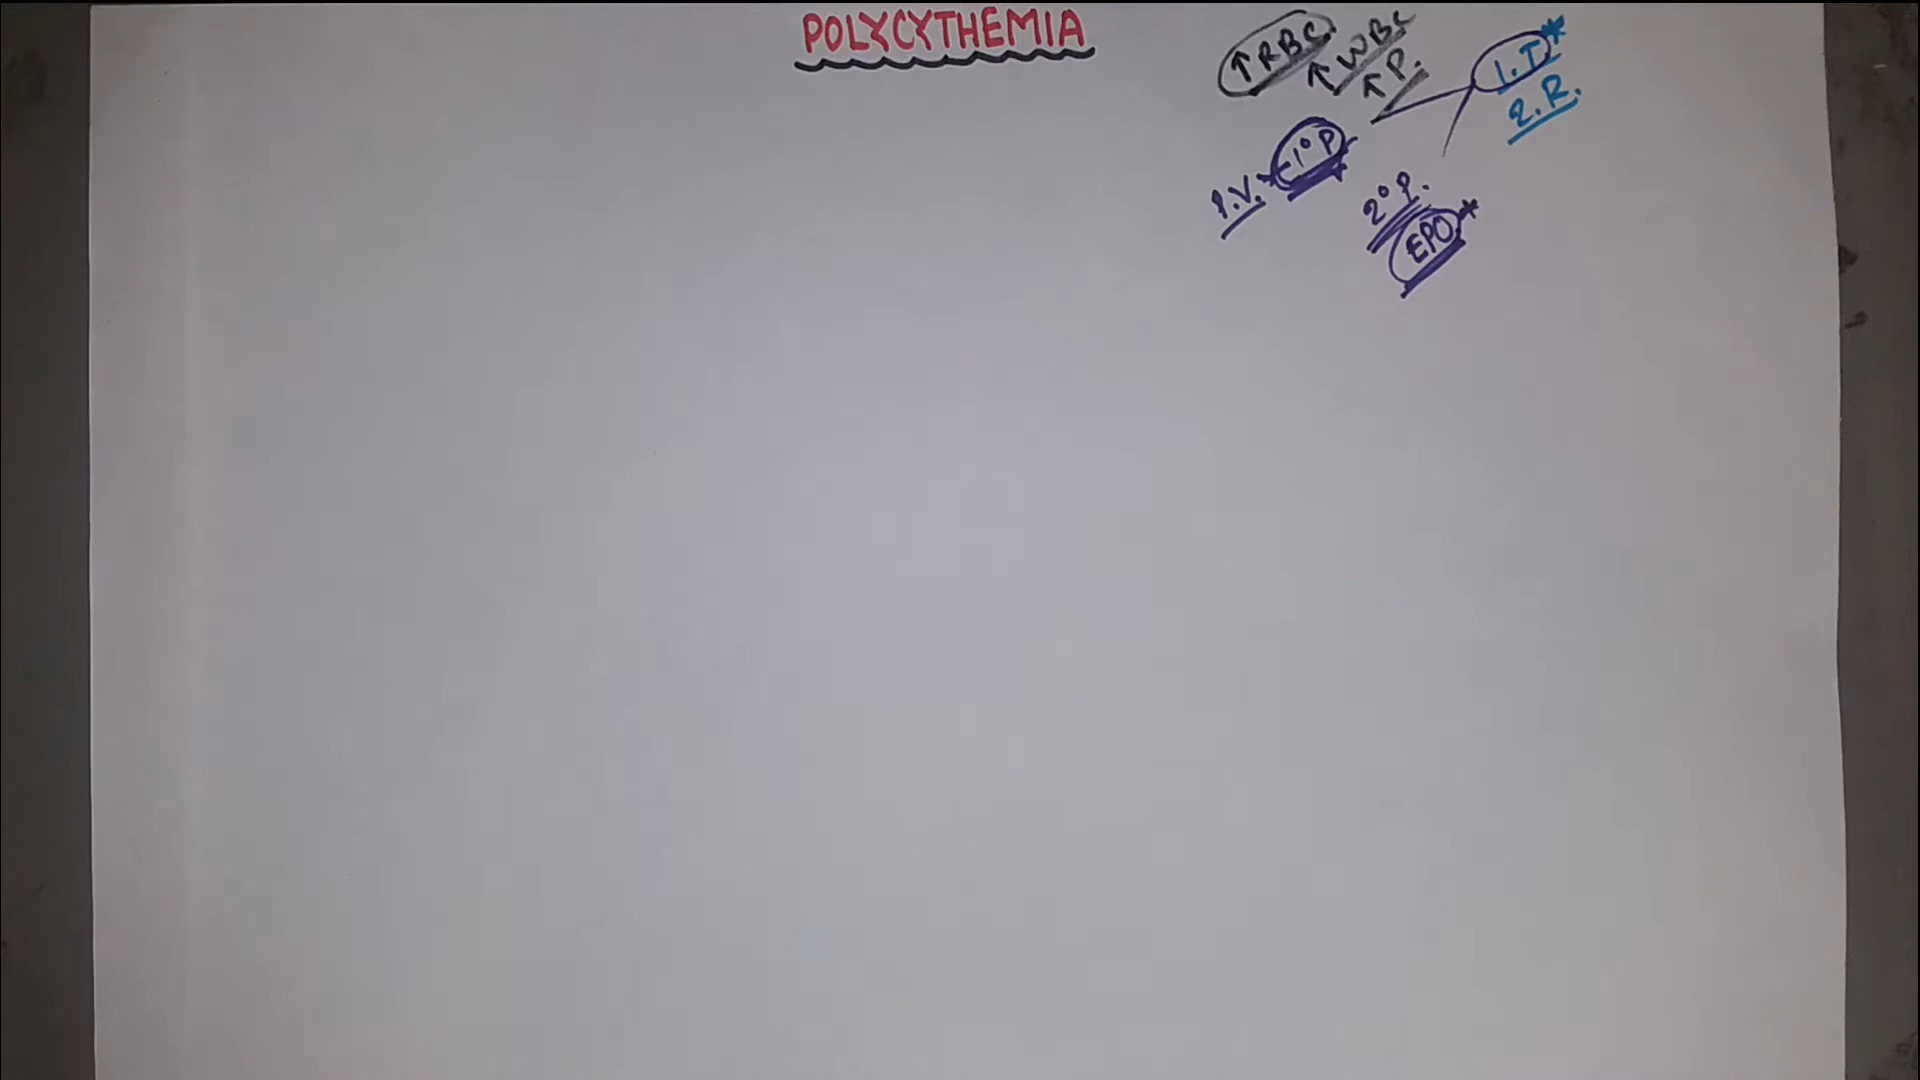 POLYCYTHEMIA
↑RBC.
↑WBC
↑P.
1.T.*
2.R.
P.V. 1°P
2°P.
EPO*